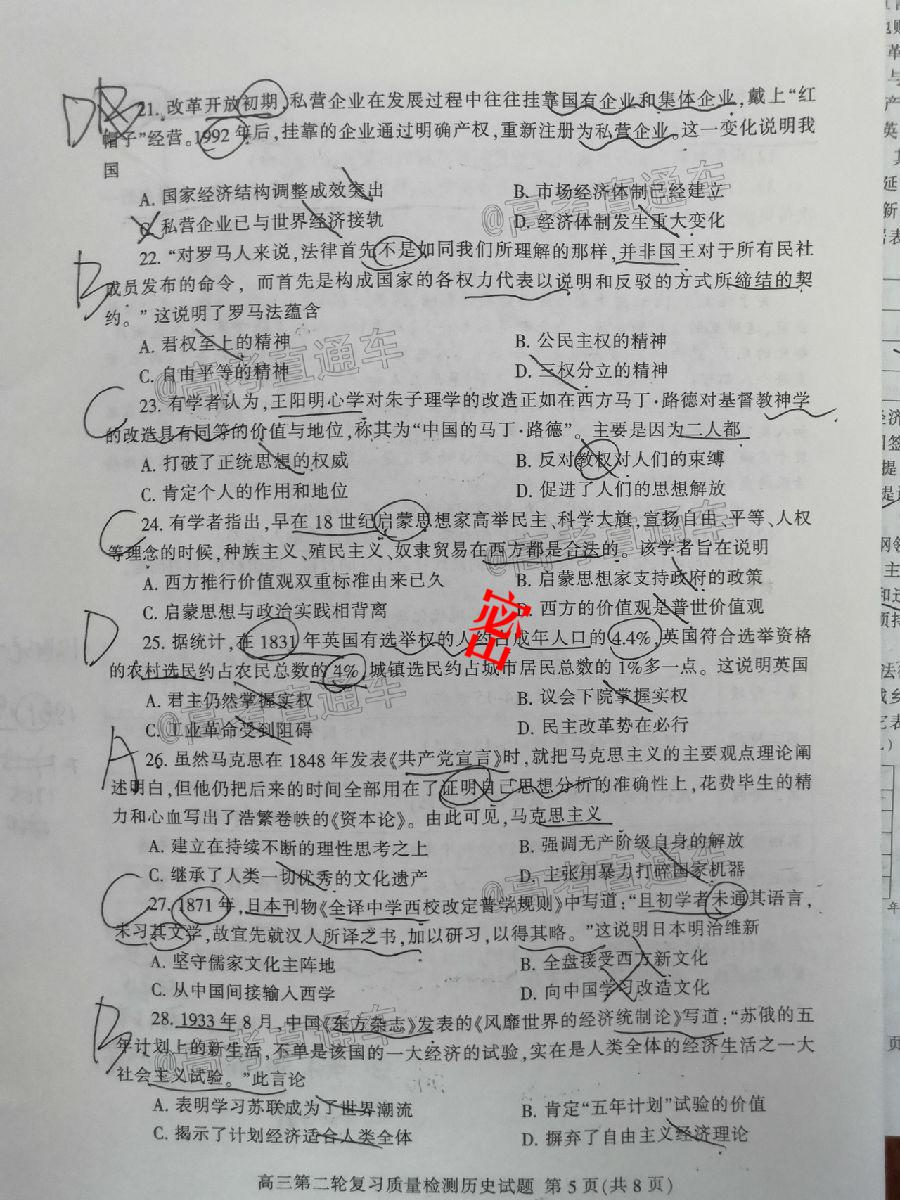 DB
21. 改革开放初期,私营企业在发展过程中往往挂靠国有企业和集体企业,戴上“红
帽子”经营。1992 年后,挂靠的企业通过明确产权,重新注册为私营企业。这一变化说明我
国
A. 国家经济结构调整成效突出
B. 市场经济体制已经建立
C. 私营企业已与世界经济接轨
D. 经济体制发生重大变化
B
22. “对罗马人来说,法律首先不是如同我们所理解的那样,并非国王对于所有民社
成员发布的命令,而首先是构成国家的各权力代表以说明和反驳的方式所缔结的契
约。”这说明了罗马法蕴含
A. 君权至上的精神
B. 公民主权的精神
C. 自由平等的精神
D. 三权分立的精神
C
23. 有学者认为,王阳明心学对朱子理学的改造正如在西方马丁·路德对基督教神学
的改造具有同等的价值与地位,称其为“中国的马丁·路德”。主要是因为二人都
A. 打破了正统思想的权威
B. 反对教权对人们的束缚
C. 肯定个人的作用和地位
D. 促进了人们的思想解放
C
24. 有学者指出,早在 18 世纪启蒙思想家高举民主、科学大旗,宣扬自由、平等、人权
等理念的时候,种族主义、殖民主义、奴隶贸易在西方都是合法的。该学者旨在说明
A. 西方推行价值观双重标准由来已久
B. 启蒙思想家支持政府的政策
C. 启蒙思想与政治实践相背离
D. 西方的价值观是普世价值观
密
D
25. 据统计,在 1831 年英国有选举权的人约占成年人口的 4.4%,英国符合选举资格
的农村选民约占农民总数的 4%,城镇选民约占城市居民总数的 1%多一点。这说明英国
A. 君主仍然掌握实权
B. 议会下院掌握实权
C. 工业革命受到阻碍
D. 民主改革势在必行
A
26. 虽然马克思在 1848 年发表《共产党宣言》时,就把马克思主义的主要观点理论阐
述明白,但他仍把后来的时间全部用在了证明自己思想分析的准确性上,花费毕生的精
力和心血写出了浩繁卷帙的《资本论》。由此可见,马克思主义
A. 建立在持续不断的理性思考之上
B. 强调无产阶级自身的解放
C. 继承了人类一切优秀的文化遗产
D. 主张用暴力打碎国家机器
C
27. 1871 年,日本刊物《全译中学西校改定普学规则》中写道:“且初学者未通其语言,
未习其文学,故宜先就汉人所译之书,加以研习,以得其略。”这说明日本明治维新
A. 坚守儒家文化主阵地
B. 全盘接受西方新文化
C. 从中国间接输入西学
D. 向中国学习改造文化
B
28. 1933 年 8 月,中国《东方杂志》发表的《风靡世界的经济统制论》写道:“苏俄的五
年计划上的新生活,不单是该国的一大经济的试验,实在是人类全体的经济生活之一大
社会主义试验。”此言论
A. 表明学习苏联成为了世界潮流
B. 肯定“五年计划”试验的价值
C. 揭示了计划经济适合人类全体
D. 摒弃了自由主义经济理论
高三第二轮复习质量检测历史试题 第 5 页(共 8 页)
@高考直通车
@高考直通车
@高考直通车
@高考直通车
@高考直通车
@高考直通车
@高考直通车
@高考直通车